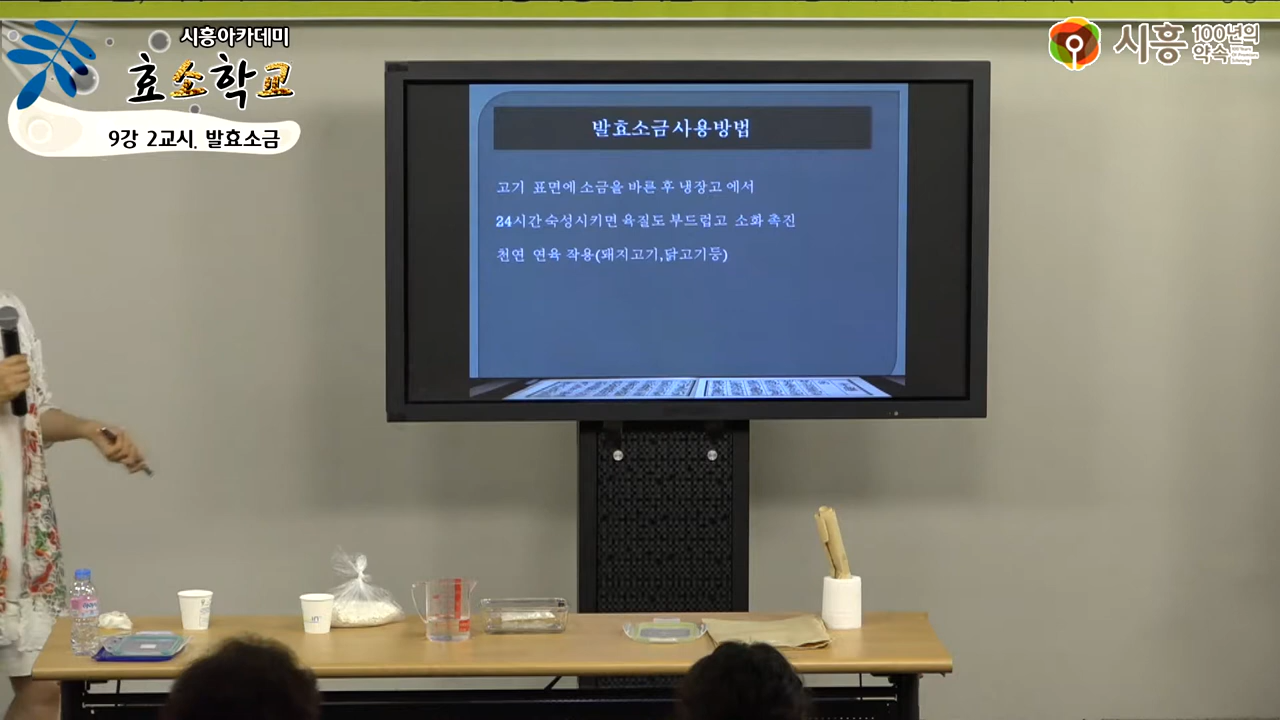 시흥아카데미
효소학교
9강 2교시. 발효소금
시흥 100년의 약속
발효소금사용방법
고기 표면에 소금을 바른 후 냉장고 에서
24시간 숙성시키면 육질도 부드럽고 소화 촉진
천연 연육 작용(돼지고기,닭고기등)